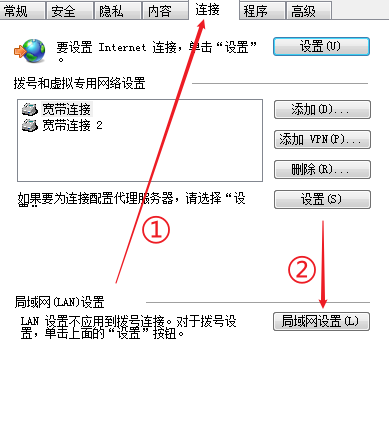 常规 安全 隐私 内容 连接 程序 高级
要设置 Internet 连接，单击“设置”
。
设置(U)
拨号和虚拟专用网络设置
宽带连接
宽带连接 2
添加(D)...
添加 VPN(P)...
删除(R)...
如果要为连接配置代理服务器，请选择“设
设置(S)
①
②
局域网(LAN)设置
LAN 设置不应用到拨号连接。对于拨号设
置，单击上面的“设置”按钮。
局域网设置(L)